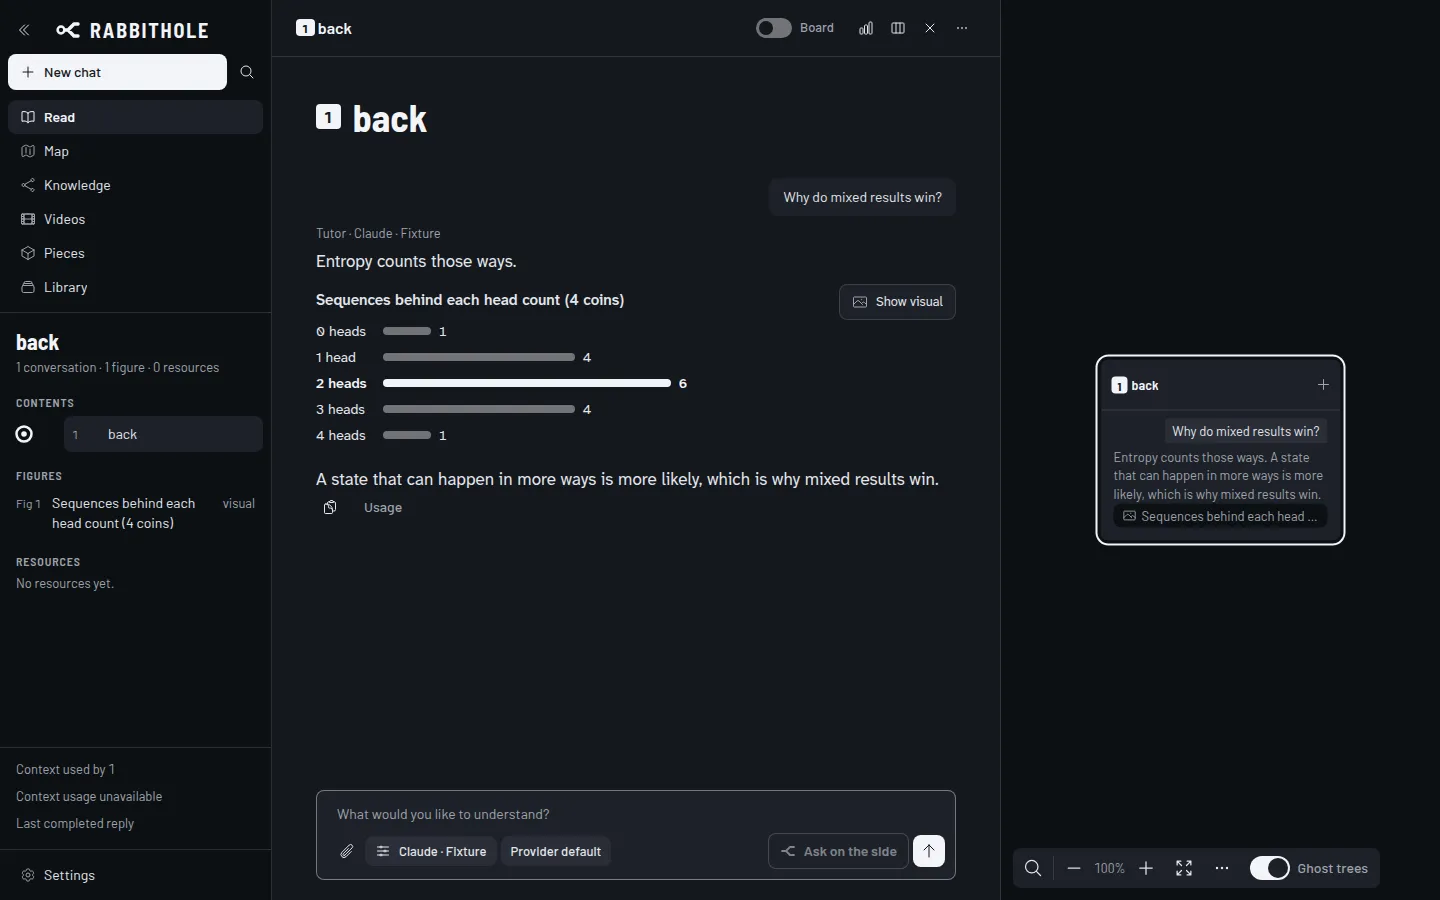 RABBITHOLE
New chat
Read
Map
Knowledge
Videos
Pieces
Library
back
1 conversation · 1 figure · 0 resources
CONTENTS
1 back
FIGURES
Fig 1 Sequences behind each head count (4 coins) visual
RESOURCES
No resources yet.
Context used by 1
Context usage unavailable
Last completed reply
Settings
1 back
Board
1 back
Why do mixed results win?
Tutor · Claude · Fixture
Entropy counts those ways.
Sequences behind each head count (4 coins)
Show visual
0 heads 1
1 head 4
2 heads 6
3 heads 4
4 heads 1
A state that can happen in more ways is more likely, which is why mixed results win.
Usage
What would you like to understand?
Claude · Fixture
Provider default
Ask on the side
1 back
Why do mixed results win?
Entropy counts those ways. A state
that can happen in more ways is more
likely, which is why mixed results win.
Sequences behind each head ...
100%
Ghost trees